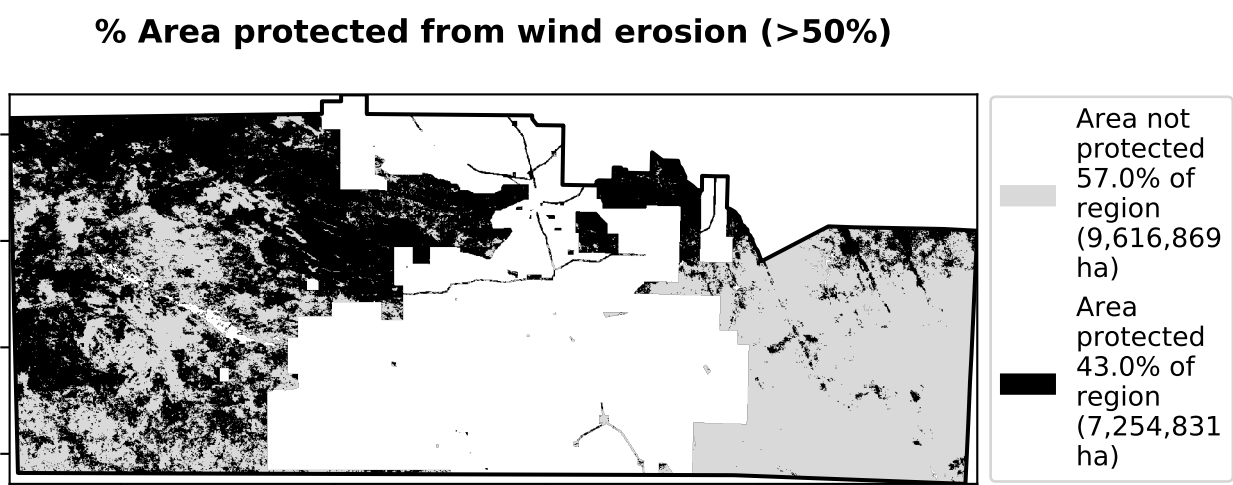 % Area protected from wind erosion (>50%)
Area not
protected
57.0% of
region
(9,616,869
ha)
Area
protected
43.0% of
region
(7,254,831
ha)